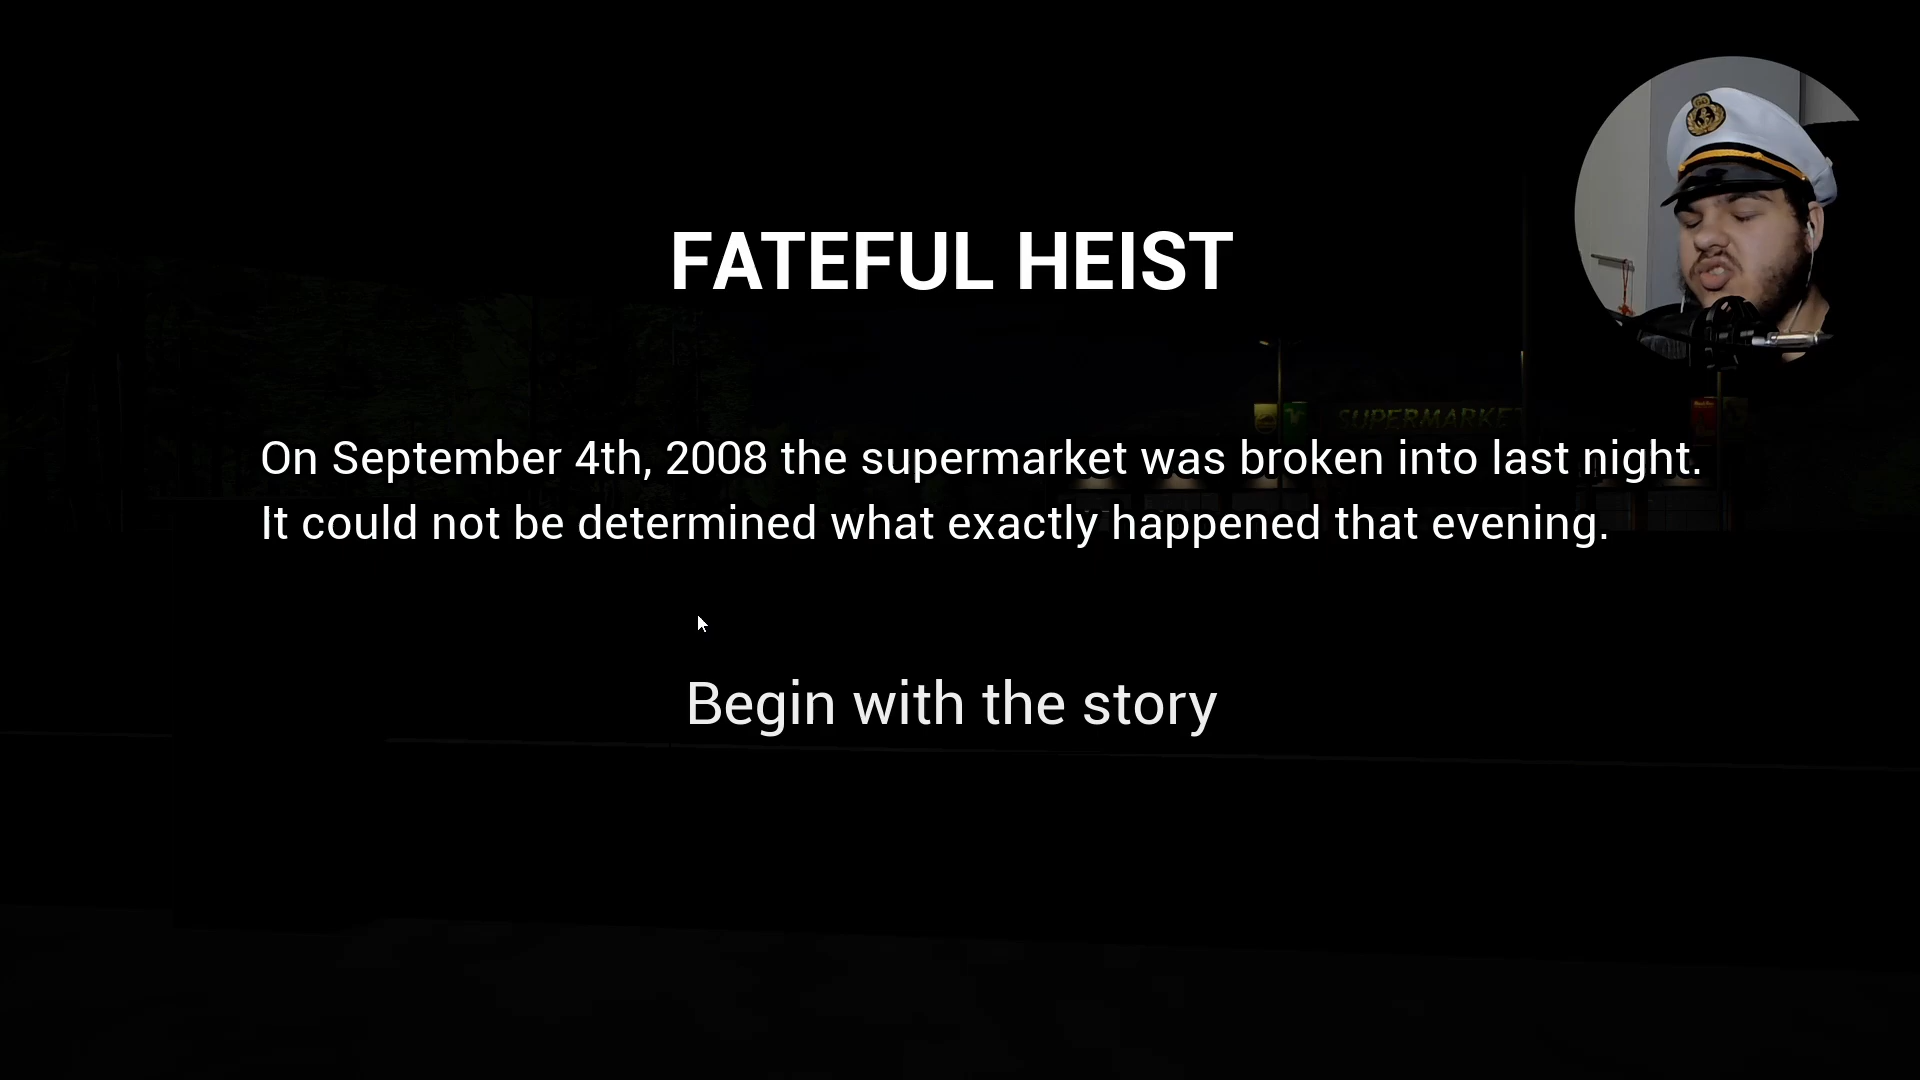 FATEFUL HEIST
SUPERMARKET
On September 4th, 2008 the supermarket was broken into last night.
It could not be determined what exactly happened that evening.
Begin with the story